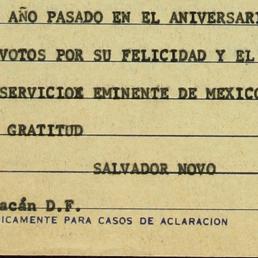 AÑO PASADO EN EL ANIVERSARI
VOTOS POR SU FELICIDAD Y EL
SERVICIOX EMINENTE DE MEXICO
GRATITUD
SALVADOR NOVO
acán D.F.
ICAMENTE PARA CASOS DE ACLARACION